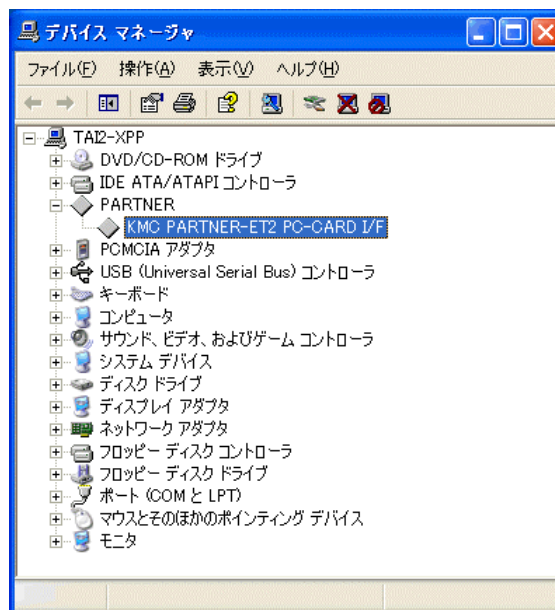 デバイス マネージャ
ファイル(F) 操作(A) 表示(V) ヘルプ(H)
TAI2-XPP
DVD/CD-ROM ドライブ
IDE ATA/ATAPI コントローラ
PARTNER
KMC PARTNER-ET2 PC-CARD I/F
PCMCIA アダプタ
USB (Universal Serial Bus) コントローラ
キーボード
コンピュータ
サウンド、ビデオ、およびゲーム コントローラ
システム デバイス
ディスク ドライブ
ディスプレイ アダプタ
ネットワーク アダプタ
フロッピー ディスク コントローラ
フロッピー ディスク ドライブ
ポート (COM と LPT)
マウスとそのほかのポインティング デバイス
モニタ